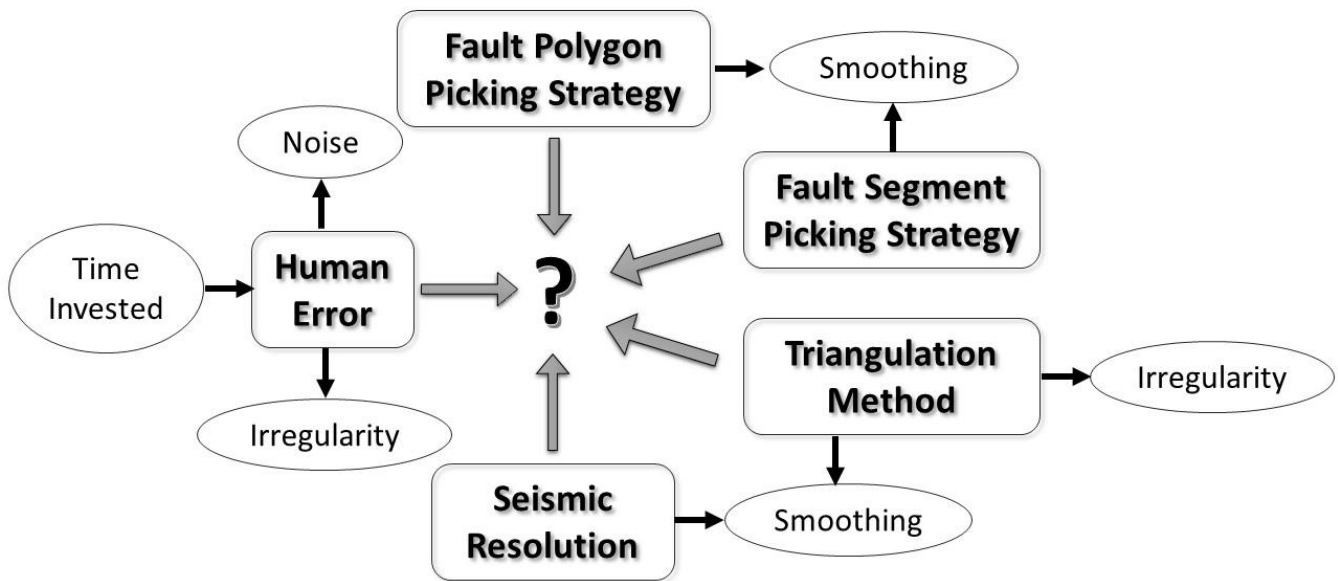 Fault Polygon
Picking Strategy
Smoothing
Noise
Fault Segment
Picking Strategy
Time
Invested
Human
Error
?
Triangulation
Method
Irregularity
Irregularity
Seismic
Resolution
Smoothing